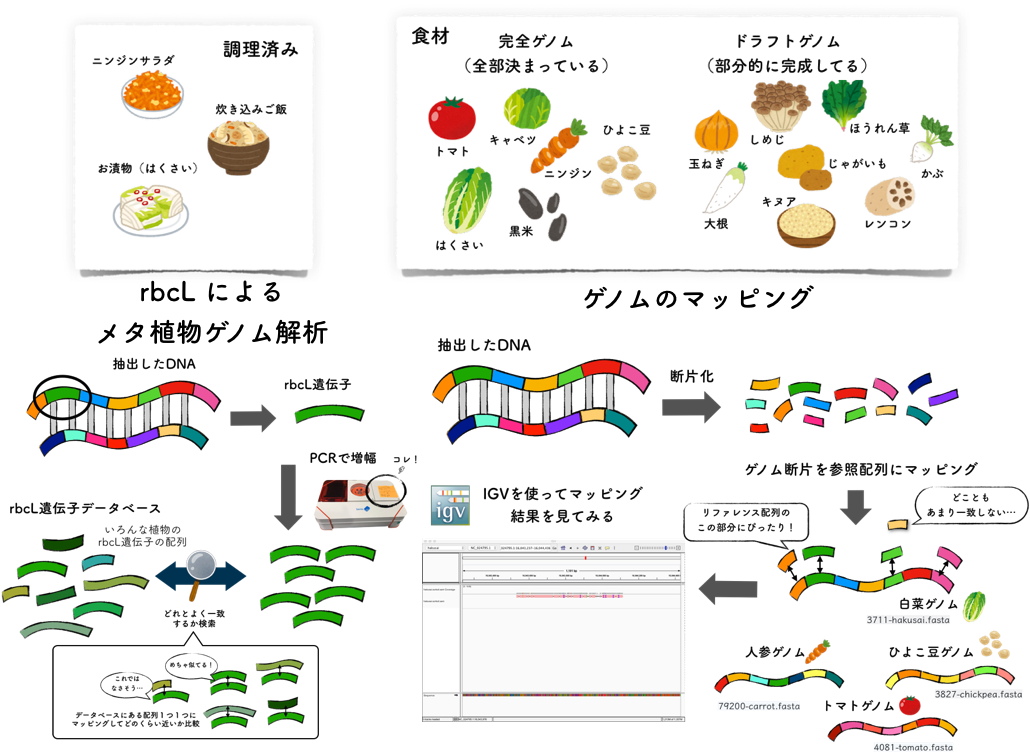 調理済み
ニンジンサラダ
炊き込みご飯
お漬物（はくさい）
食材
完全ゲノム
（全部決まっている）
トマト
キャベツ
ニンジン
ひよこ豆
はくさい
黒米
ドラフトゲノム
（部分的に完成してる）
玉ねぎ
しめじ
ほうれん草
じゃがいも
かぶ
大根
キヌア
レンコン
rbcL による
メタ植物ゲノム解析
抽出したDNA
rbcL遺伝子
PCRで増幅
コレ！
rbcL遺伝子データベース
いろんな植物の
rbcL遺伝子の配列
どれとよく一致
するか検索
これでは
なさそう…
めちゃ似てる！
データベースにある配列１つ１つに
マッピングしてどのくらい近いか比較
ゲノムのマッピング
抽出したDNA
断片化
ゲノム断片を参照配列にマッピング
リファレンス配列の
この部分にぴったり！
どことも
あまり一致しない…
igv
IGVを使ってマッピング
結果を見てみる
白菜ゲノム
3711-hakusai.fasta
人参ゲノム
79200-carrot.fasta
ひよこ豆ゲノム
3827-chickpea.fasta
トマトゲノム
4081-tomato.fasta